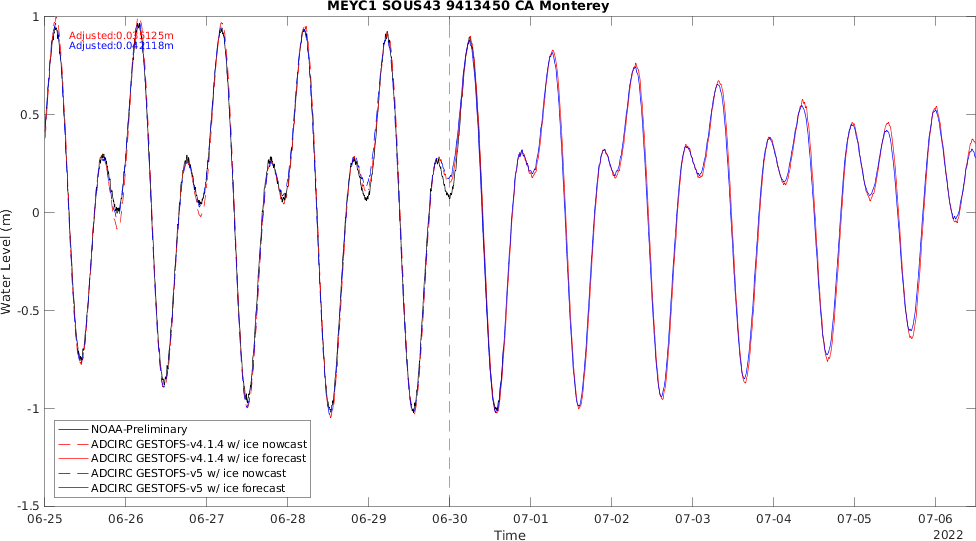 MEYC1 SOUS43 9413450 CA Monterey
Adjusted:0.035125m
Adjusted:0.042118m
1
0.5
0
-0.5
-1
-1.5
Water Level (m)
NOAA-Preliminary
ADCIRC GESTOFS-v4.1.4 w/ ice nowcast
ADCIRC GESTOFS-v4.1.4 w/ ice forecast
ADCIRC GESTOFS-v5 w/ ice nowcast
ADCIRC GESTOFS-v5 w/ ice forecast
06-25 06-26 06-27 06-28 06-29 06-30 07-01 07-02 07-03 07-04 07-05 07-06
Time
2022